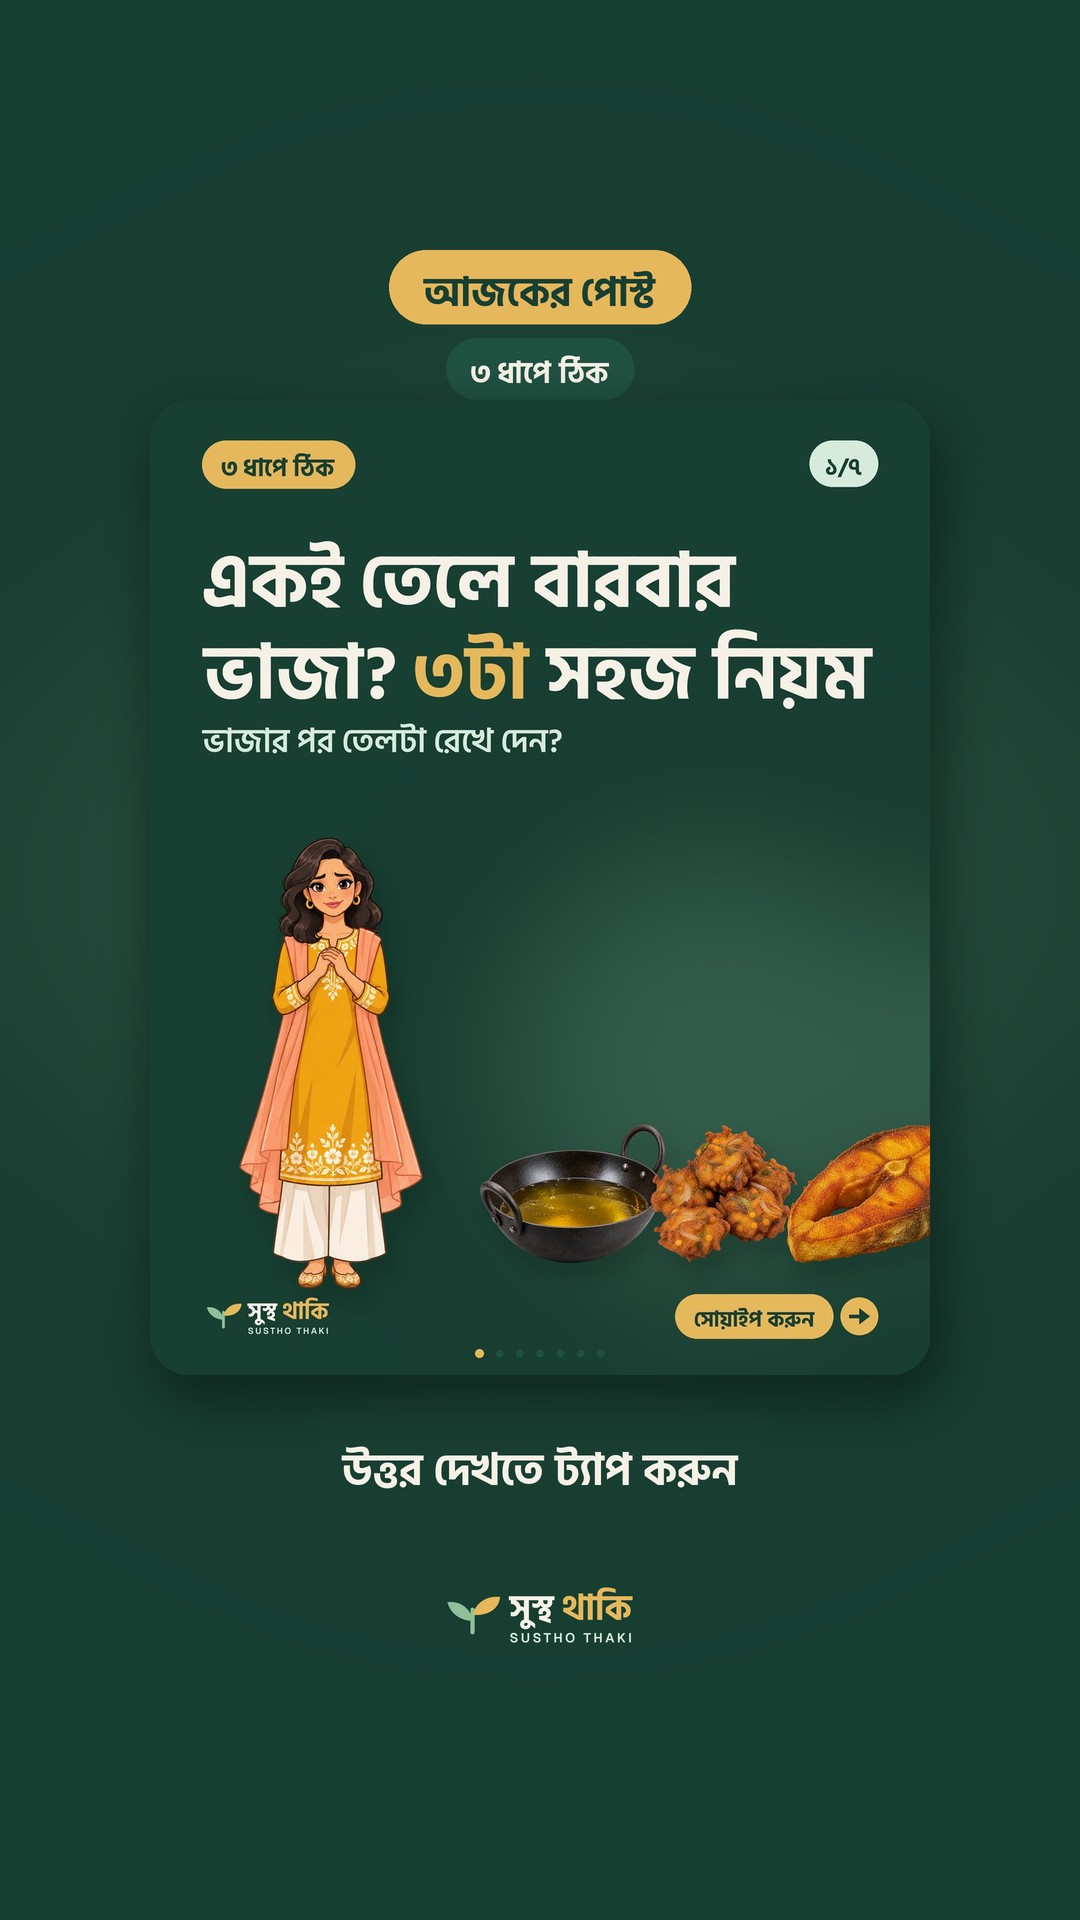 আজকের পোস্ট
৩ ধাপে ঠিক
৩ ধাপে ঠিক
১/৭
একই তেলে বারবার
ভাজা? ৩টা সহজ নিয়ম
ভাজার পর তেলটা রেখে দেন?
সুস্থ থাকি
SUSTHO THAKI
সোয়াইপ করুন
উত্তর দেখতে ট্যাপ করুন
সুস্থ থাকি
SUSTHO THAKI